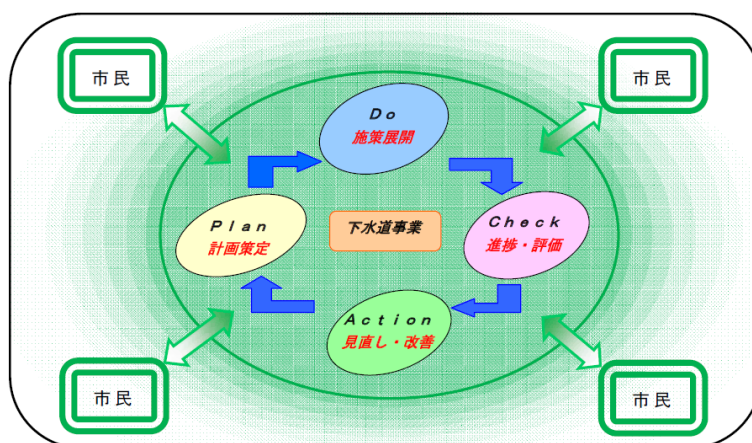 市民
市民
Do
施策展開
Plan
計画策定
下水道事業
Check
進捗・評価
Action
見直し・改善
市民
市民